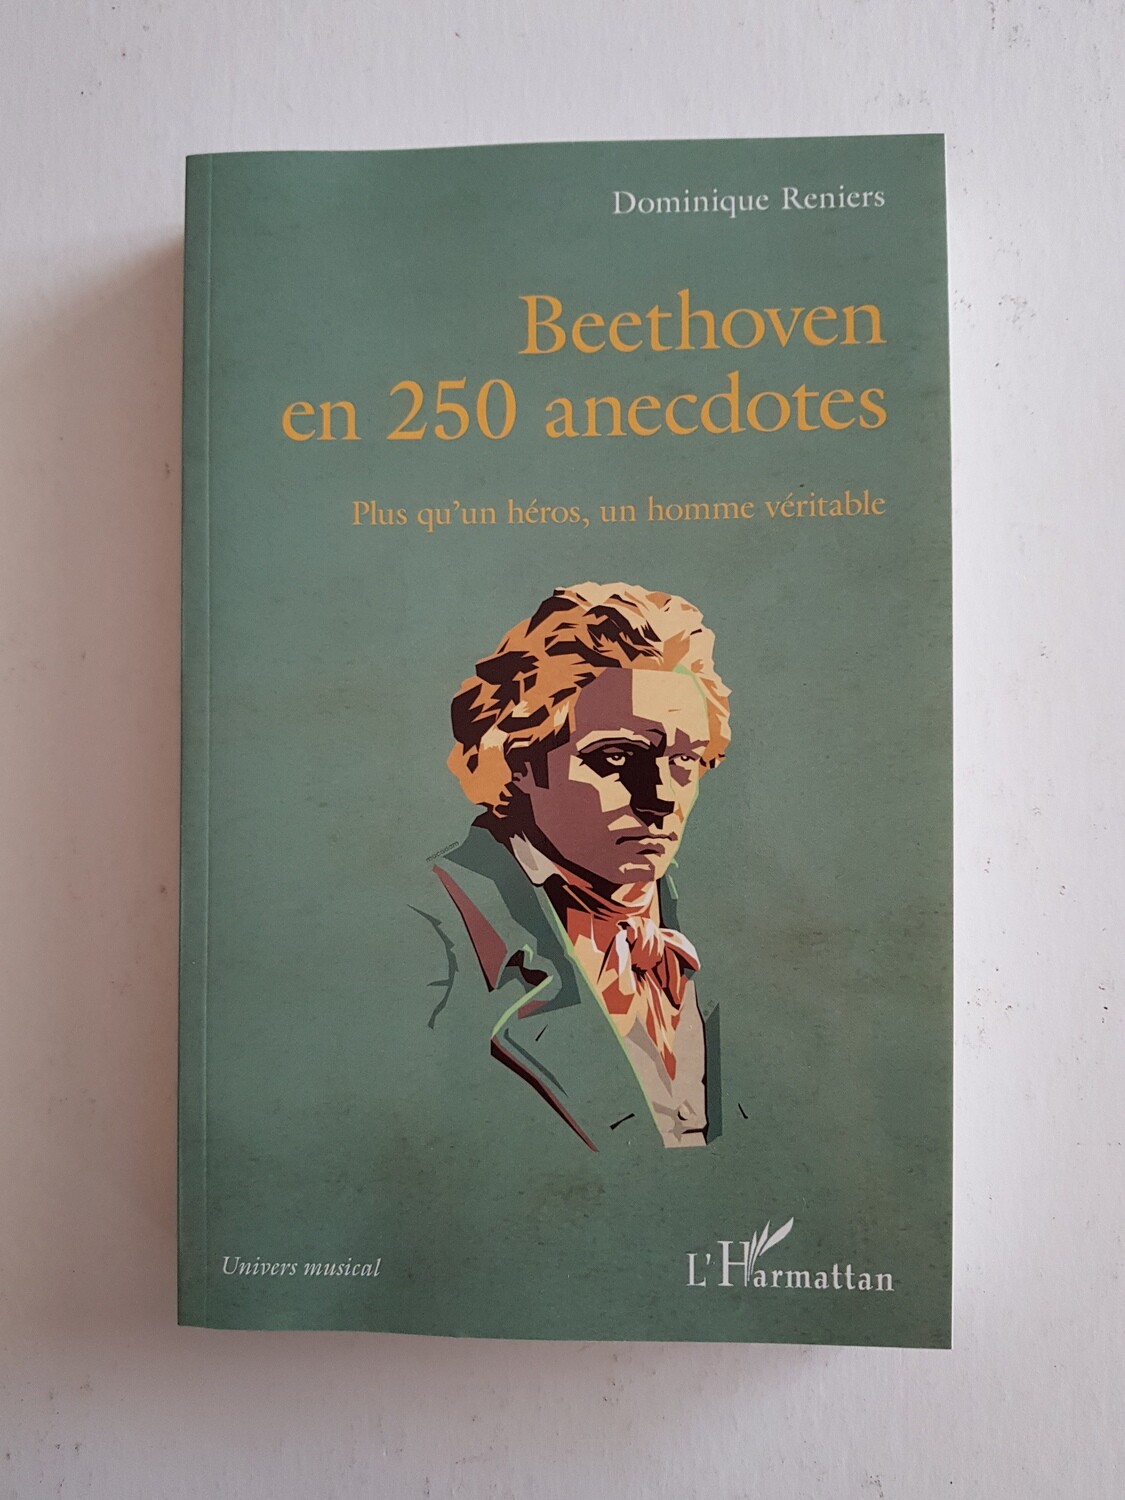 Dominique Reniers
Beethoven
en 250 anecdotes
Plus qu'un héros, un homme véritable
Univers musical
L'Harmattan